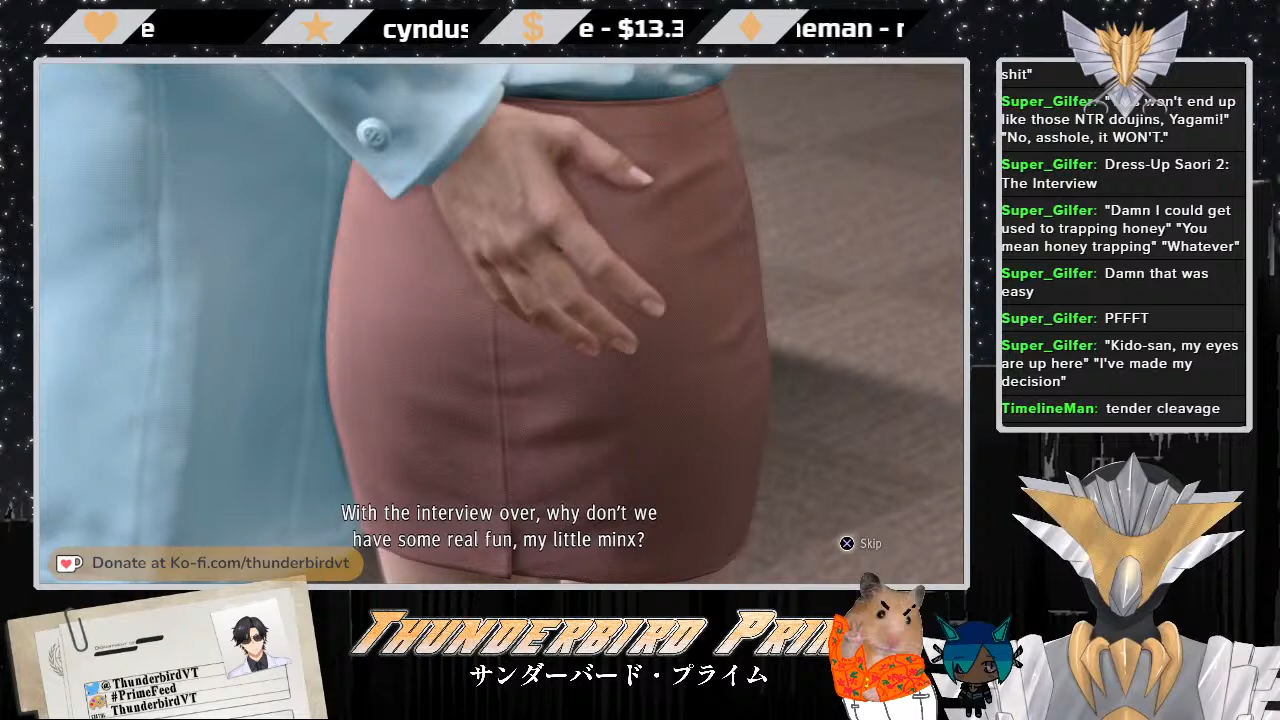 e
cyndus
e - $13.3
neman - r
shit"
Super_Gilfer: won't end up
like those NTR doujins, Yagami!"
"No, asshole, it WON'T."
Super_Gilfer: Dress-Up Saori 2:
The Interview
Super_Gilfer: "Damn I could get
used to trapping honey" "You
mean honey trapping" "Whatever"
Super_Gilfer: Damn that was
easy
Super_Gilfer: PFFFT
Super_Gilfer: "Kido-san, my eyes
are up here" "I've made my
decision"
TimelineMan: tender cleavage
With the interview over, why don't we
have some real fun, my little minx?
Skip
Donate at Ko-fi.com/thunderbirdvt
@ThunderbirdVT
#PrimeFeed
ThunderbirdVT
THUNDERBIRD PRI
サンダーバード・プライム